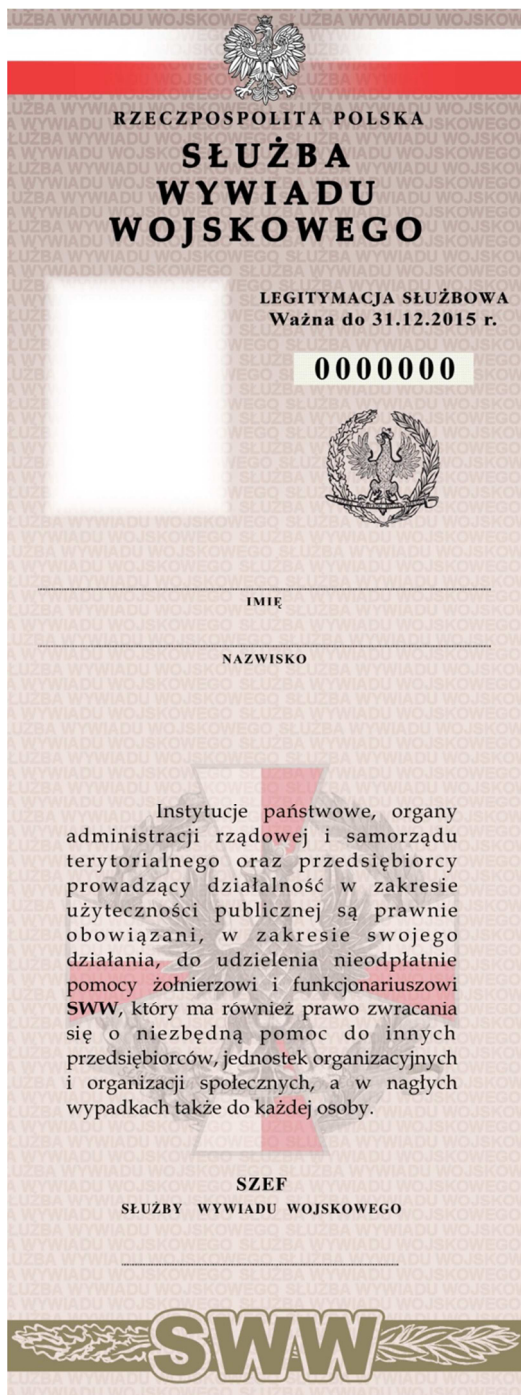 RZECZPOSPOLITA POLSKA
SŁUŻBA
WYWIADU
WOJSKOWEGO
LEGITYMACJA SŁUŻBOWA
Ważna do 31.12.2015 r.
0000000
IMIĘ
NAZWISKO
Instytucje państwowe, organy
administracji rządowej i samorządu
terytorialnego oraz przedsiębiorcy
prowadzący działalność w zakresie
użyteczności publicznej są prawnie
obowiązani, w zakresie swojego
działania, do udzielenia nieodpłatnie
pomocy żołnierzowi i funkcjonariuszowi
SWW, który ma również prawo zwracania
się o niezbędną pomoc do innych
przedsiębiorców, jednostek organizacyjnych
i organizacji społecznych, a w nagłych
wypadkach także do każdej osoby.
SZEF
SŁUŻBY WYWIADU WOJSKOWEGO
SWW